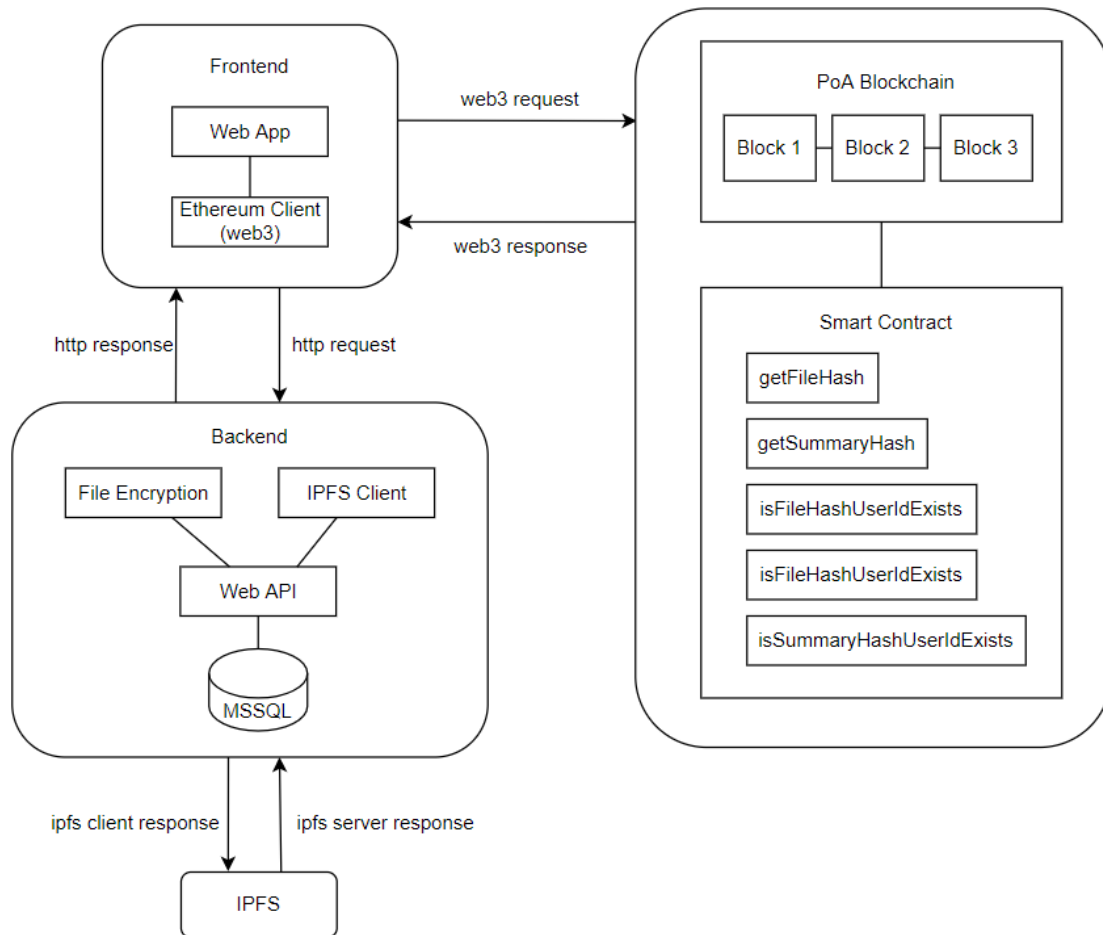 Frontend
Web App
Ethereum Client
(web3)
web3 request
web3 response
PoA Blockchain
Block 1
Block 2
Block 3
Smart Contract
getFileHash
getSummaryHash
isFileHashUserIdExists
isFileHashUserIdExists
isSummaryHashUserIdExists
http response
http request
Backend
File Encryption
IPFS Client
Web API
MSSQL
ipfs client response
ipfs server response
IPFS